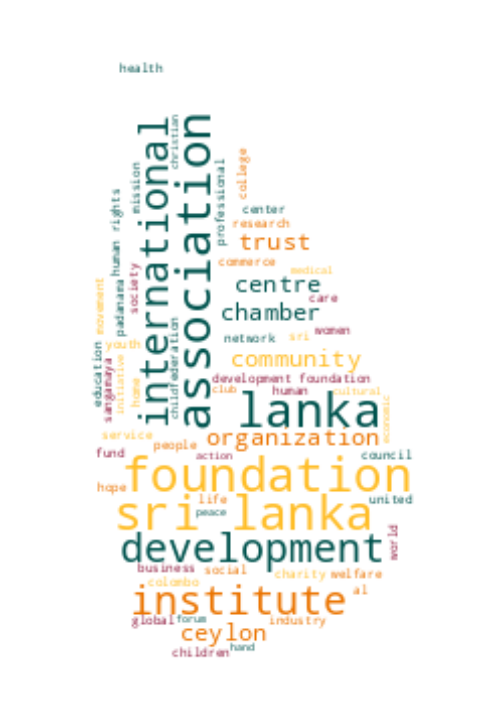 health
international
christian
association
mission
professional
college
human rights
center
research
trust
commerce
medical
padanama
society
movement
centre
care
chamber
women
network
sri
youth
federation
child
education
sangamaya
initiative
home
community
development foundation
club
human
cultural
economic
lanka
service
organization
people
fund
action
council
foundation
hope
life
united
sri lanka
peace
world
development
business
social
charity
welfare
colombo
al
institute
global
forum
industry
ceylon
hand
children